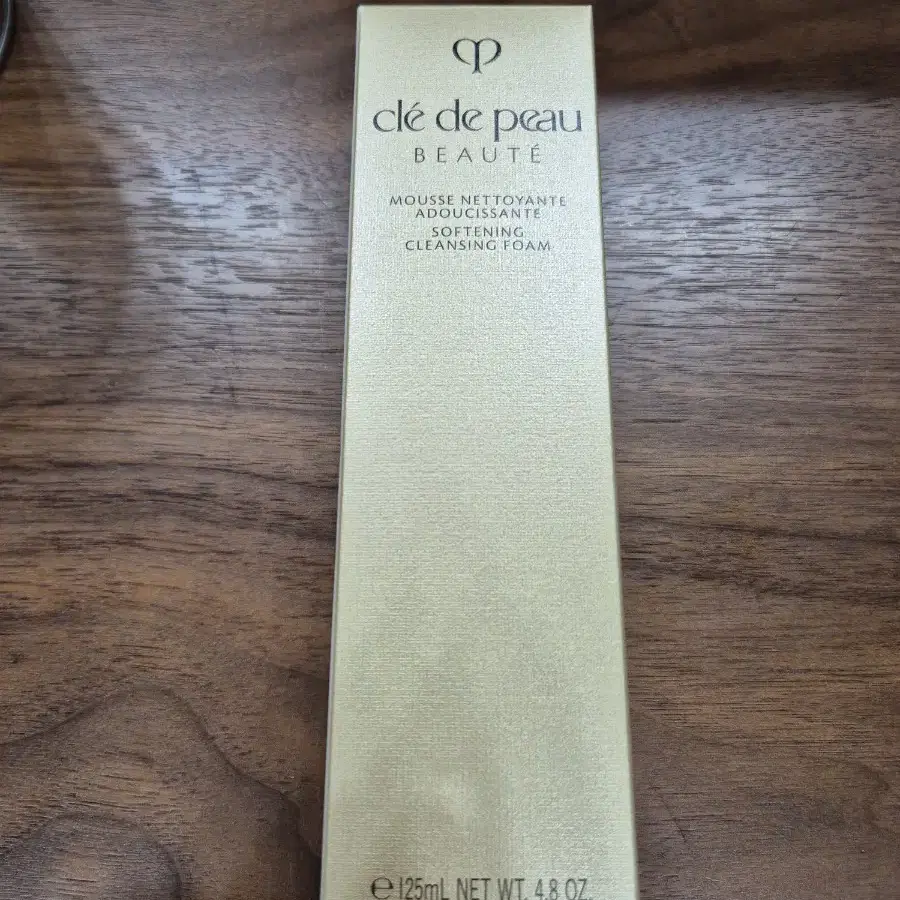 clé de peau
BEAUTÉ
MOUSSE NETTOYANTE
ADOUCISSANTE
SOFTENING
CLEANSING FOAM
℮ 125mL NET WT. 4.8 OZ.